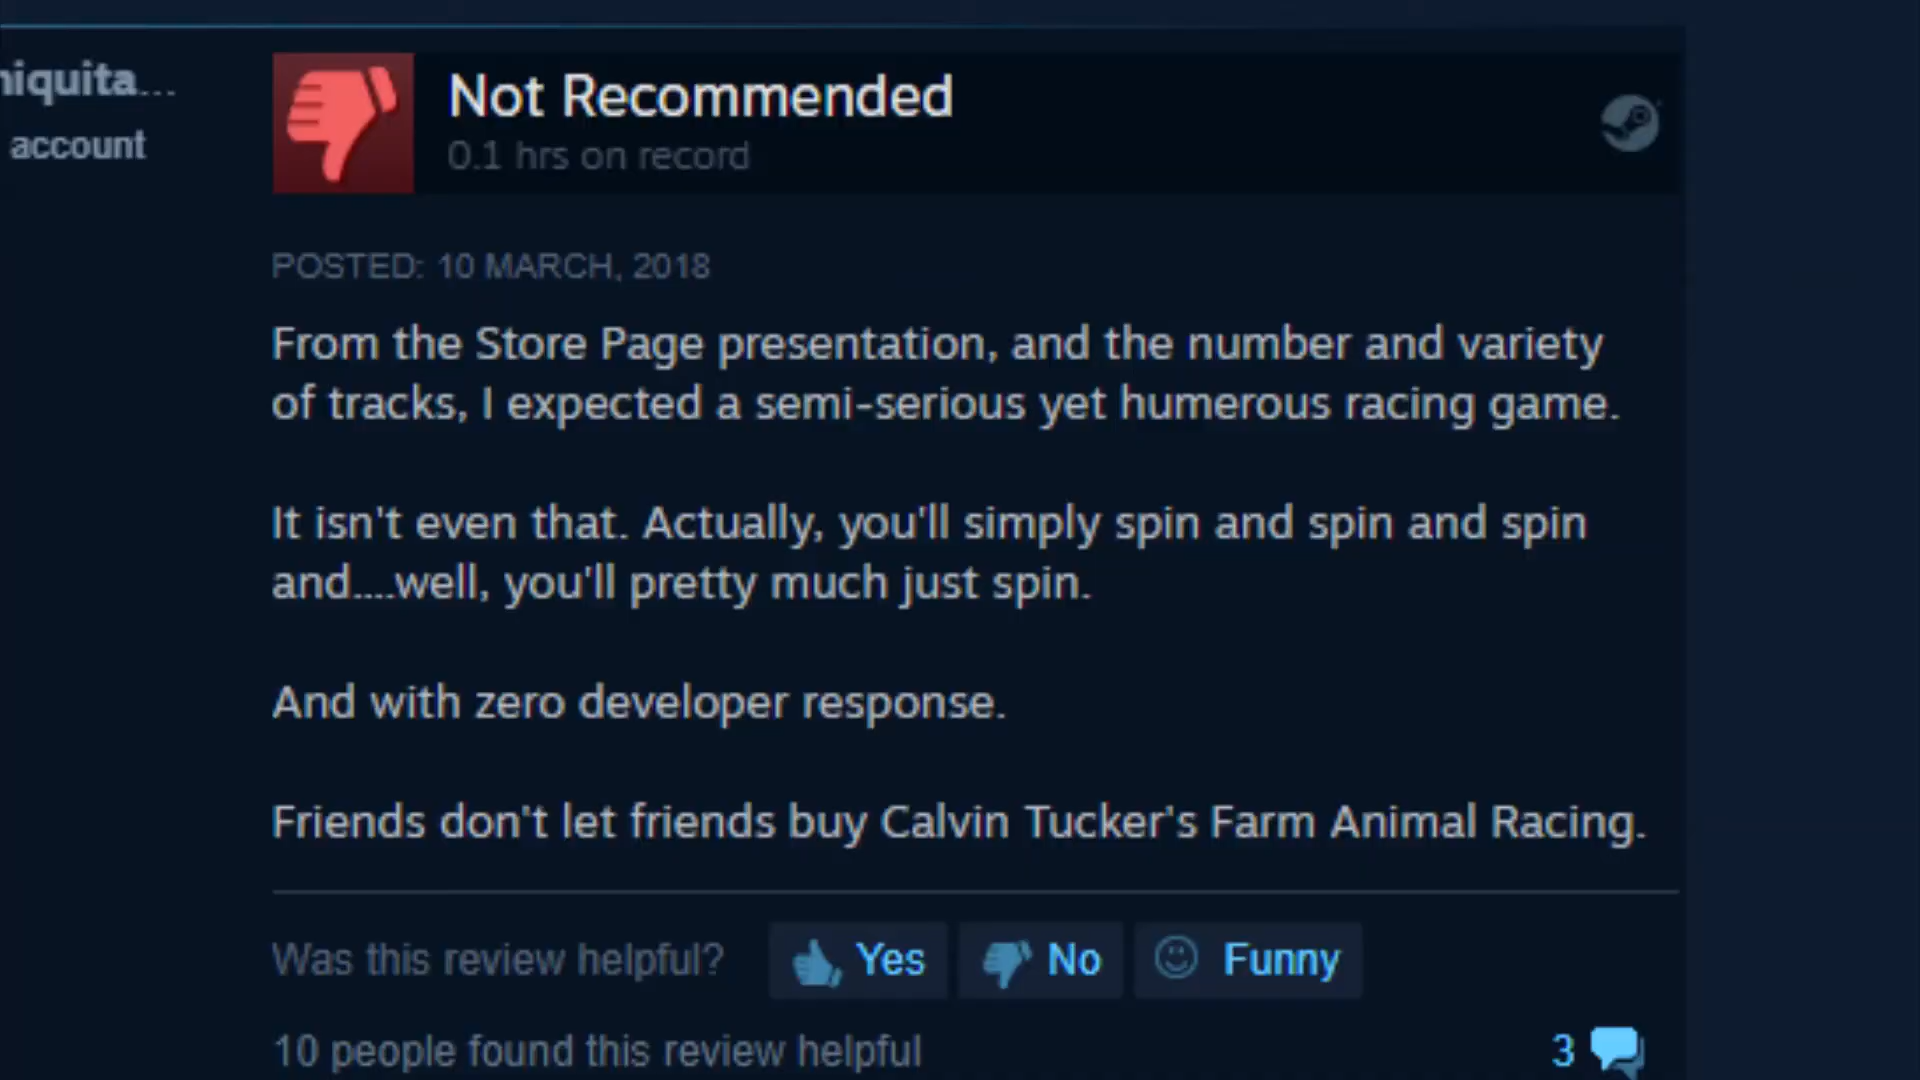 niquita...
account
Not Recommended
0.1 hrs on record
POSTED: 10 MARCH, 2018
From the Store Page presentation, and the number and variety
of tracks, I expected a semi-serious yet humerous racing game.
It isn't even that. Actually, you'll simply spin and spin and spin
and....well, you'll pretty much just spin.
And with zero developer response.
Friends don't let friends buy Calvin Tucker's Farm Animal Racing.
Was this review helpful? Yes No Funny
10 people found this review helpful 3